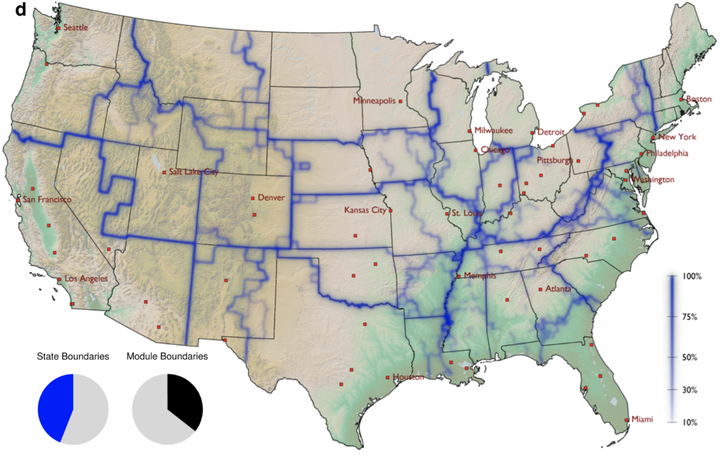 d
Seattle
Minneapolis
Boston
Milwaukee
Detroit
New York
Chicago
Pittsburgh
Philadelphia
Salt Lake City
Washington
San Francisco
Denver
Kansas City
St. Louis
Los Angeles
Memphis
100%
Atlanta
75%
State Boundaries
Module Boundaries
50%
Houston
30%
Miami
10%